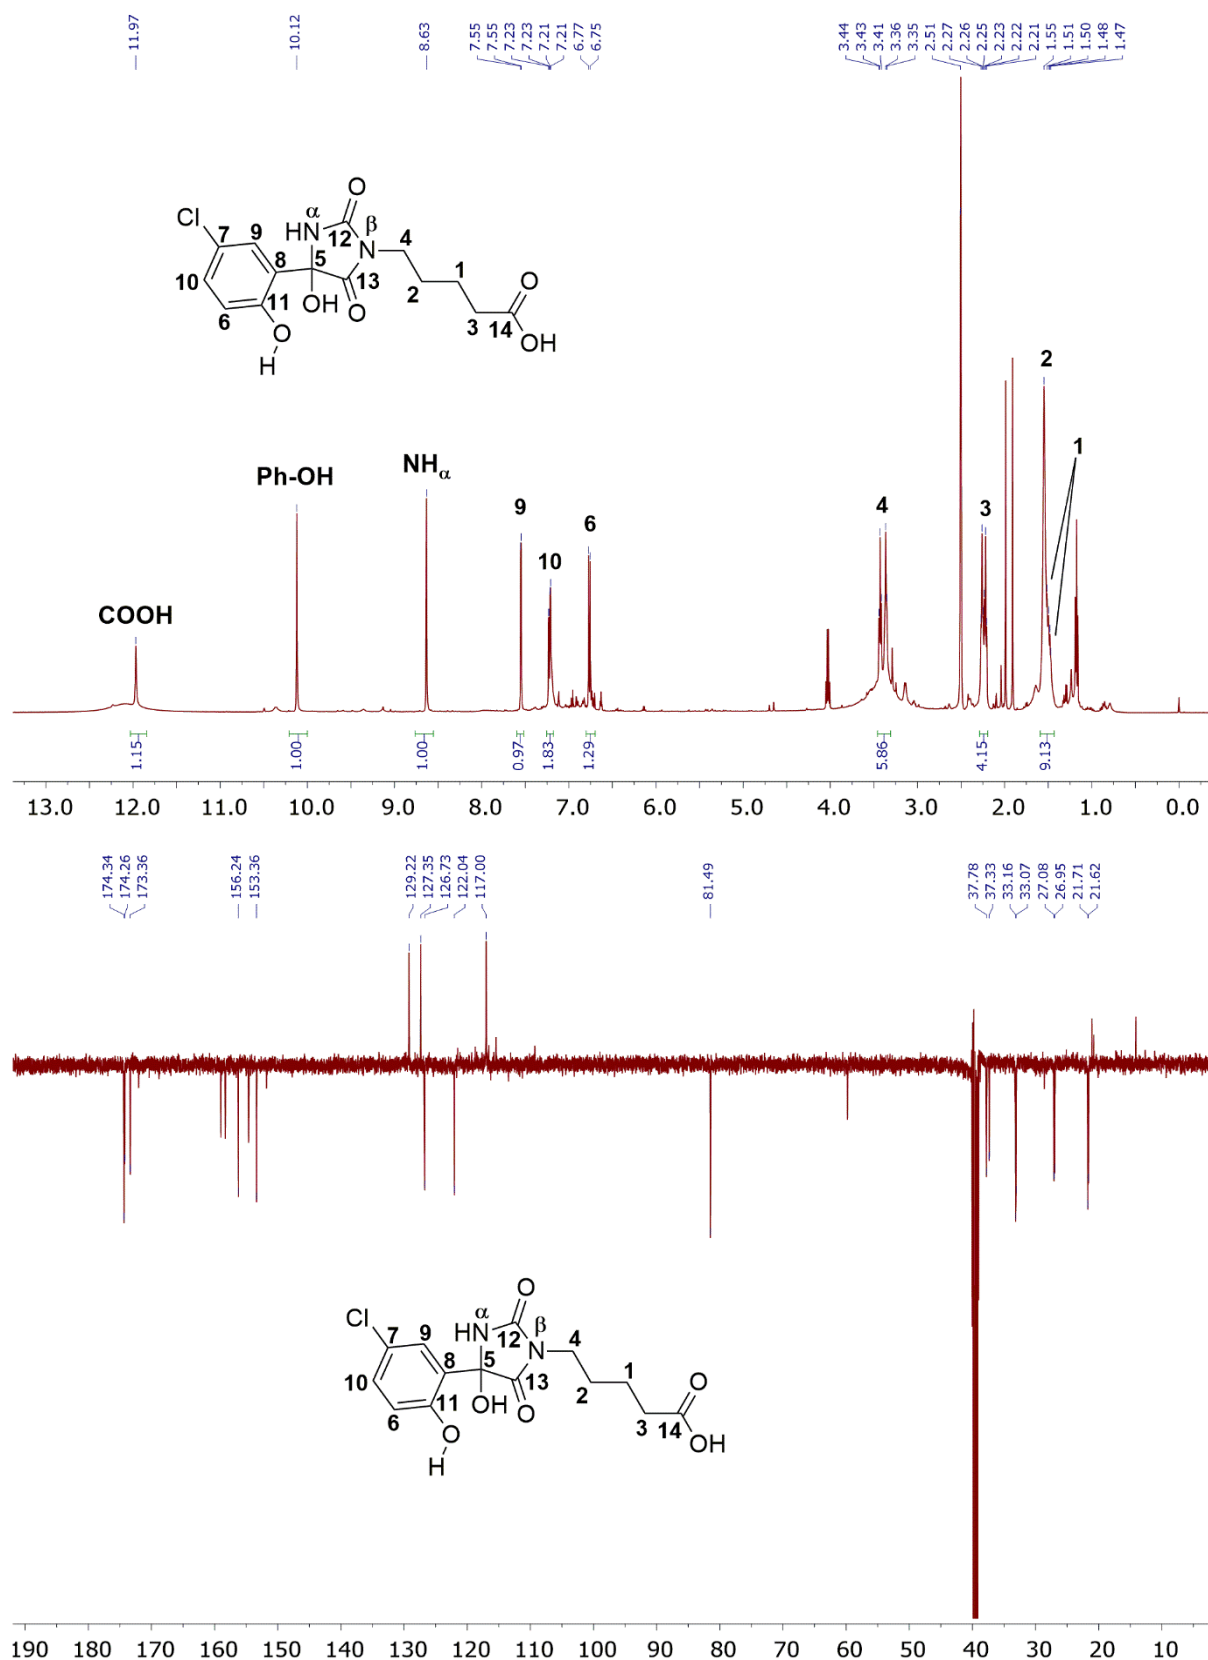 11.97 10.12 8.63 7.55 7.55 7.23 7.23 7.21 7.21 6.77 6.75 3.44 3.43 3.41 3.36 3.35 2.51 2.27 2.26 2.25 2.23 2.22 2.21 1.55 1.51 1.50 1.48 1.47
O
Cl α
HN β
7 9 12 N 4
8 5 1
10 13 O
11 OH O 2
6 3 14
O OH
H
2
1
Ph-OH NHα
9 4 3
6
10
COOH
1.15 1.00 1.00 0.97 1.83 1.29 5.86 4.15 9.13
13.0 12.0 11.0 10.0 9.0 8.0 7.0 6.0 5.0 4.0 3.0 2.0 1.0 0.0
174.34 174.26 173.36 156.24 153.36 129.22 127.35 126.73 122.04 117.00 81.49 37.78 37.33 33.16 33.07 27.08 26.95 21.71 21.62
O
Cl α
HN β
7 9 12 N 4
8 5 1
10 13 O
11 OH O 2
6 3 14
O OH
H
190 180 170 160 150 140 130 120 110 100 90 80 70 60 50 40 30 20 10